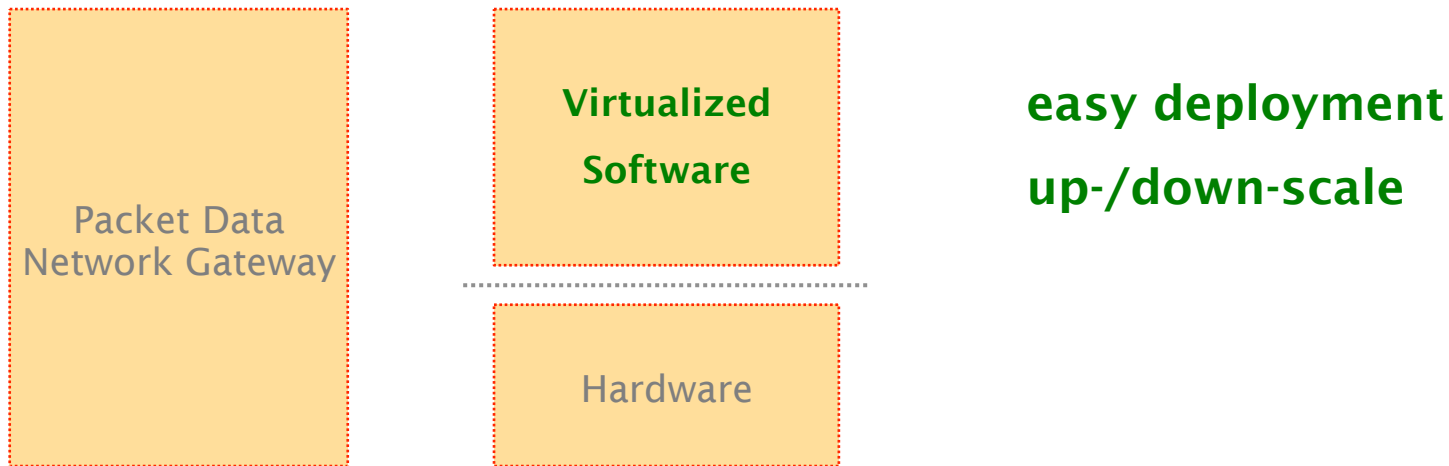 Packet Data
Network Gateway
Virtualized
Software
Hardware
easy deployment
up-/down-scale